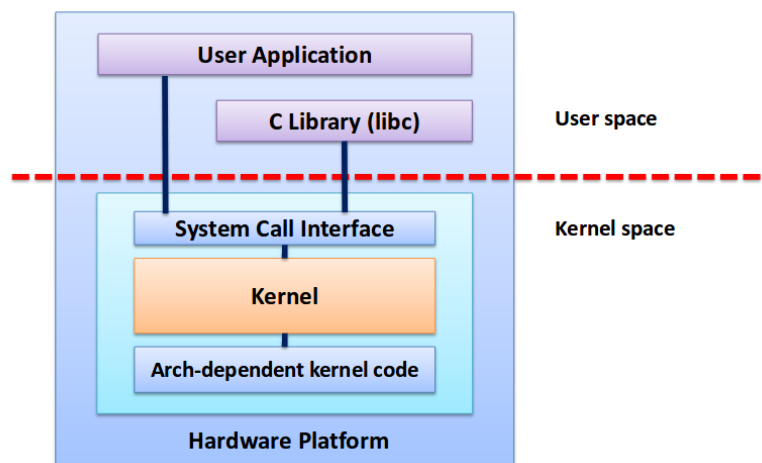 User Application
C Library (libc)
User space
System Call Interface
Kernel space
Kernel
Arch-dependent kernel code
Hardware Platform